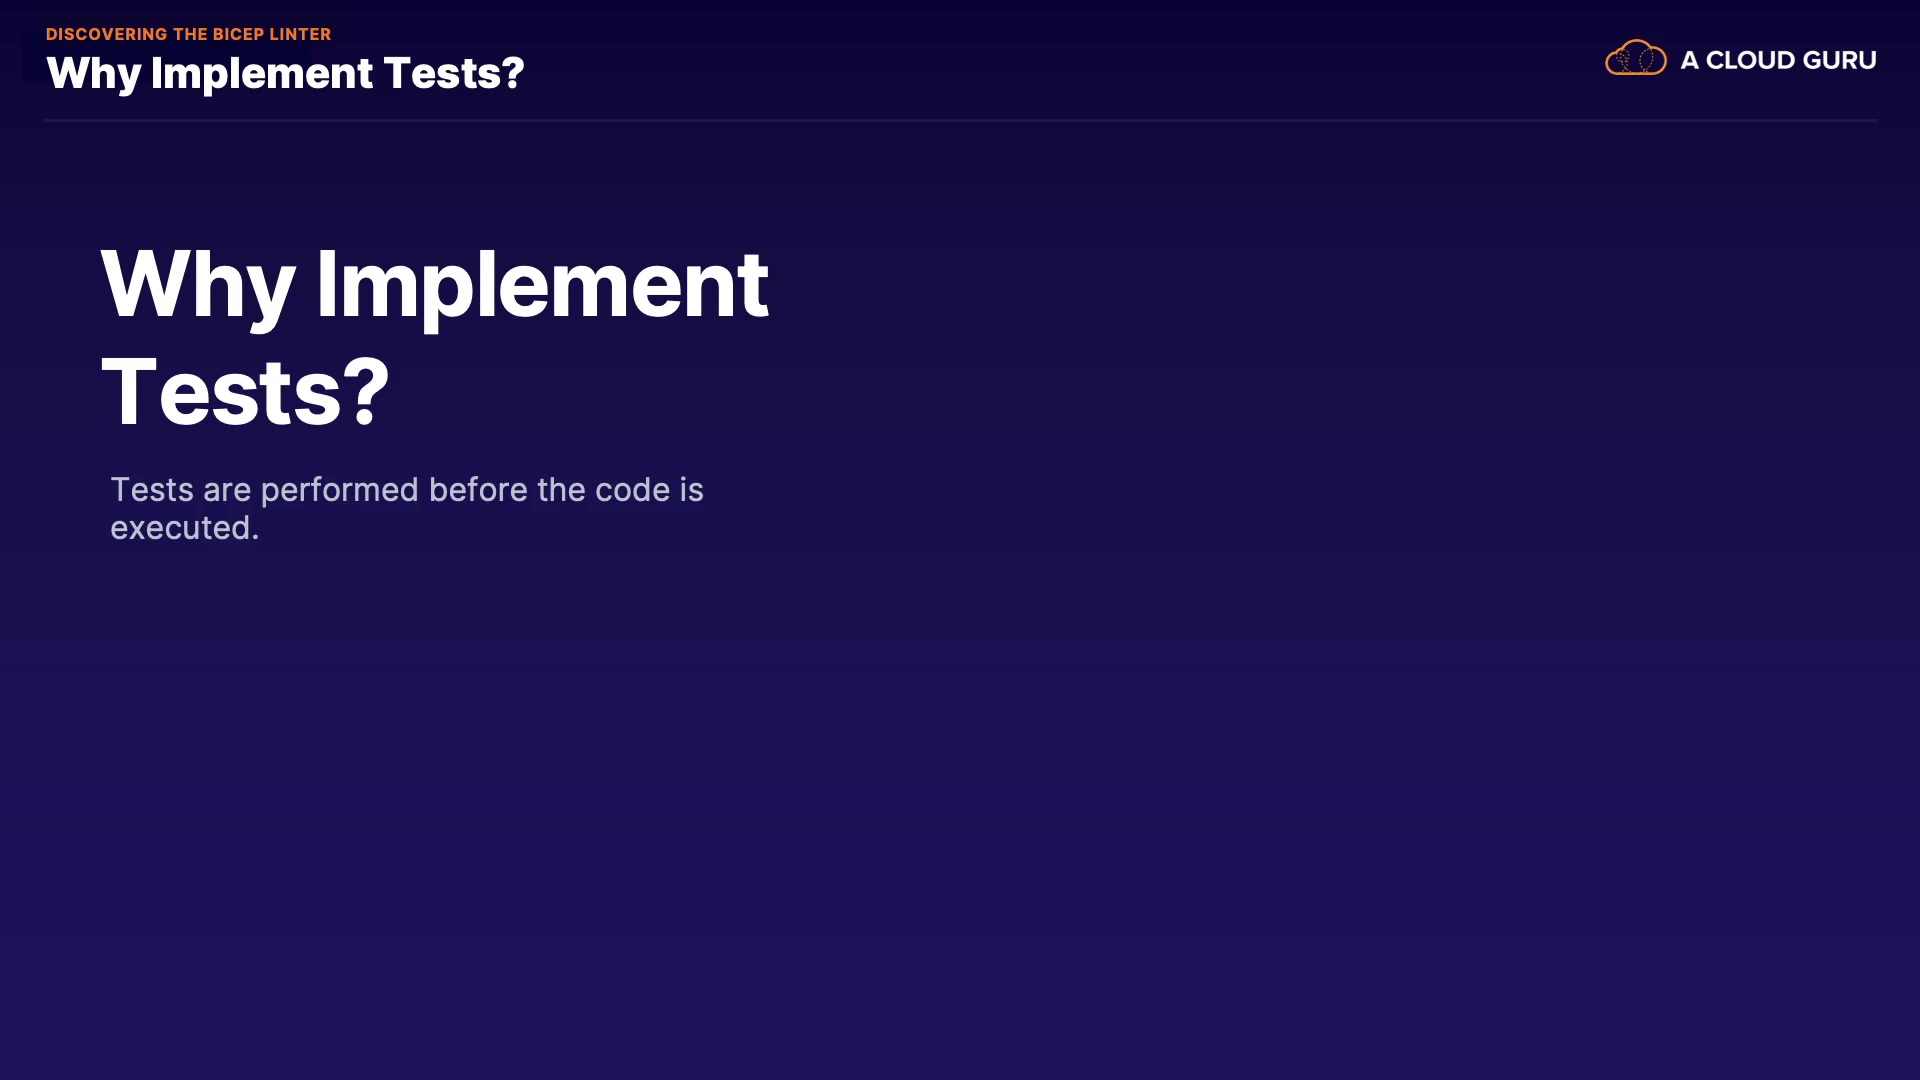 DISCOVERING THE BICEP LINTER
Why Implement Tests?
A CLOUD GURU
Why Implement
Tests?
Tests are performed before the code is
executed.